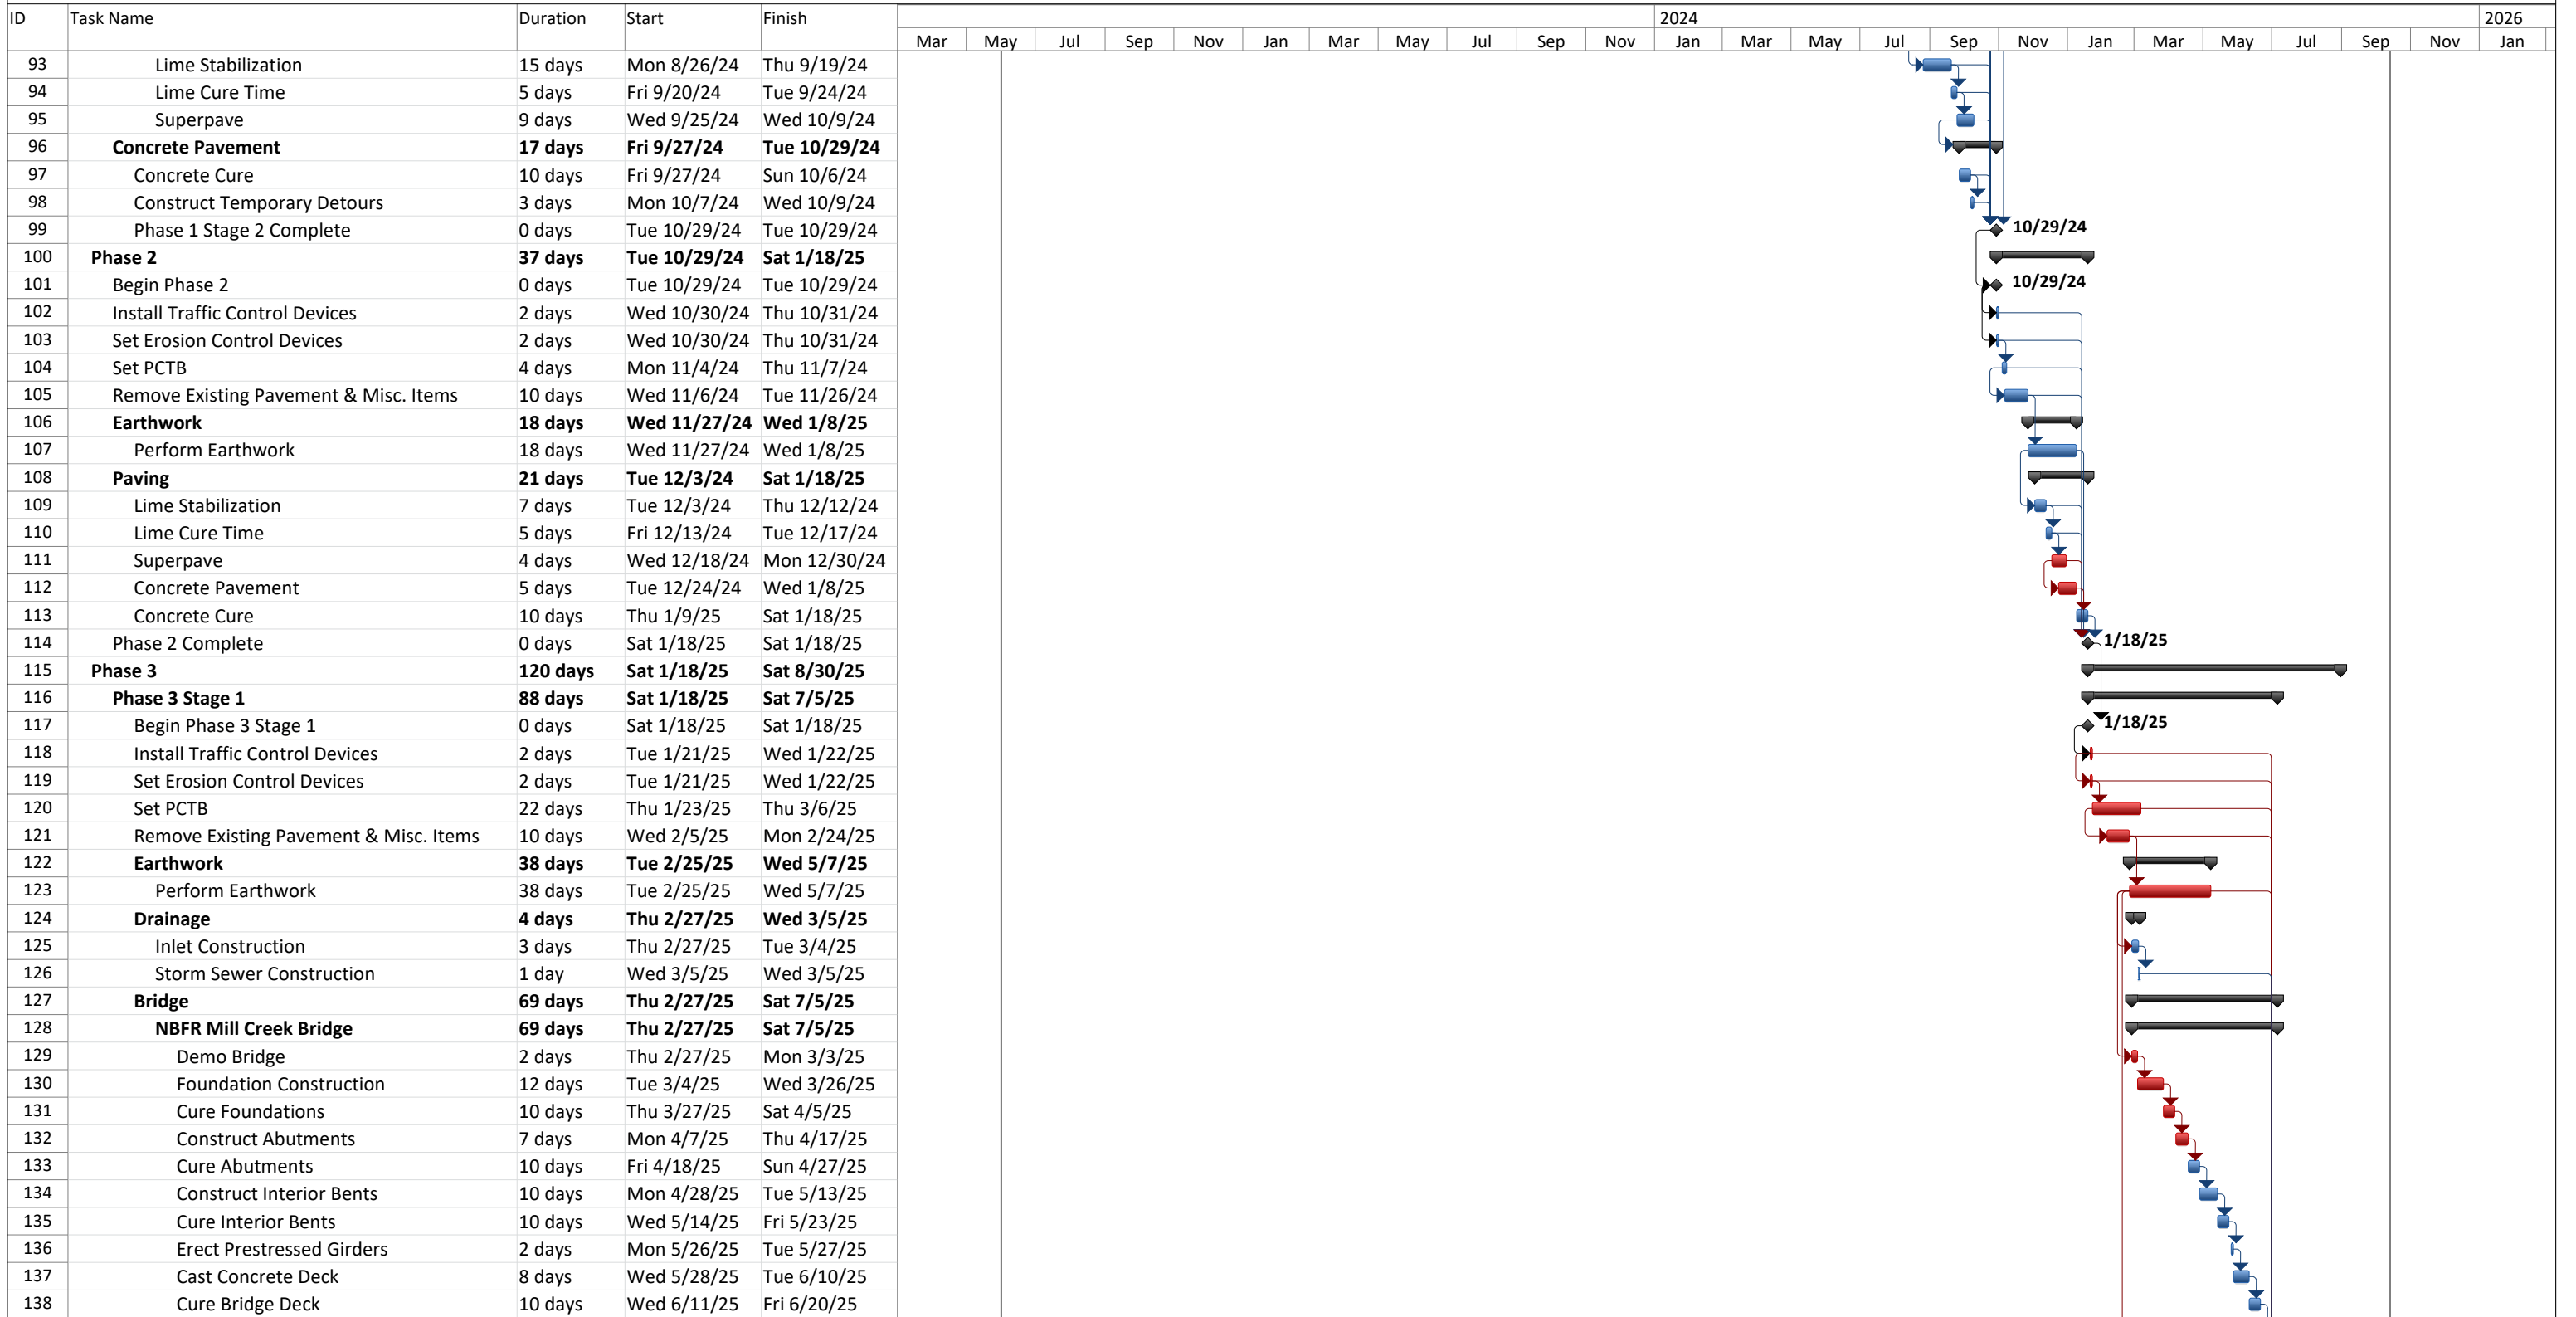 ID Task Name Duration Start Finish 2024 2026
Mar May Jul Sep Nov Jan Mar May Jul Sep Nov Jan Mar May Jul Sep Nov Jan Mar May Jul Sep Nov Jan
93 Lime Stabilization 15 days Mon 8/26/24 Thu 9/19/24
94 Lime Cure Time 5 days Fri 9/20/24 Tue 9/24/24
95 Superpave 9 days Wed 9/25/24 Wed 10/9/24
96 Concrete Pavement 17 days Fri 9/27/24 Tue 10/29/24
97 Concrete Cure 10 days Fri 9/27/24 Sun 10/6/24
98 Construct Temporary Detours 3 days Mon 10/7/24 Wed 10/9/24
99 Phase 1 Stage 2 Complete 0 days Tue 10/29/24 Tue 10/29/24 10/29/24
100 Phase 2 37 days Tue 10/29/24 Sat 1/18/25
101 Begin Phase 2 0 days Tue 10/29/24 Tue 10/29/24 10/29/24
102 Install Traffic Control Devices 2 days Wed 10/30/24 Thu 10/31/24
103 Set Erosion Control Devices 2 days Wed 10/30/24 Thu 10/31/24
104 Set PCTB 4 days Mon 11/4/24 Thu 11/7/24
105 Remove Existing Pavement & Misc. Items 10 days Wed 11/6/24 Tue 11/26/24
106 Earthwork 18 days Wed 11/27/24 Wed 1/8/25
107 Perform Earthwork 18 days Wed 11/27/24 Wed 1/8/25
108 Paving 21 days Tue 12/3/24 Sat 1/18/25
109 Lime Stabilization 7 days Tue 12/3/24 Thu 12/12/24
110 Lime Cure Time 5 days Fri 12/13/24 Tue 12/17/24
111 Superpave 4 days Wed 12/18/24 Mon 12/30/24
112 Concrete Pavement 5 days Tue 12/24/24 Wed 1/8/25
113 Concrete Cure 10 days Thu 1/9/25 Sat 1/18/25
114 Phase 2 Complete 0 days Sat 1/18/25 Sat 1/18/25 1/18/25
115 Phase 3 120 days Sat 1/18/25 Sat 8/30/25
116 Phase 3 Stage 1 88 days Sat 1/18/25 Sat 7/5/25
117 Begin Phase 3 Stage 1 0 days Sat 1/18/25 Sat 1/18/25 1/18/25
118 Install Traffic Control Devices 2 days Tue 1/21/25 Wed 1/22/25
119 Set Erosion Control Devices 2 days Tue 1/21/25 Wed 1/22/25
120 Set PCTB 22 days Thu 1/23/25 Thu 3/6/25
121 Remove Existing Pavement & Misc. Items 10 days Wed 2/5/25 Mon 2/24/25
122 Earthwork 38 days Tue 2/25/25 Wed 5/7/25
123 Perform Earthwork 38 days Tue 2/25/25 Wed 5/7/25
124 Drainage 4 days Thu 2/27/25 Wed 3/5/25
125 Inlet Construction 3 days Thu 2/27/25 Tue 3/4/25
126 Storm Sewer Construction 1 day Wed 3/5/25 Wed 3/5/25
127 Bridge 69 days Thu 2/27/25 Sat 7/5/25
128 NBFR Mill Creek Bridge 69 days Thu 2/27/25 Sat 7/5/25
129 Demo Bridge 2 days Thu 2/27/25 Mon 3/3/25
130 Foundation Construction 12 days Tue 3/4/25 Wed 3/26/25
131 Cure Foundations 10 days Thu 3/27/25 Sat 4/5/25
132 Construct Abutments 7 days Mon 4/7/25 Thu 4/17/25
133 Cure Abutments 10 days Fri 4/18/25 Sun 4/27/25
134 Construct Interior Bents 10 days Mon 4/28/25 Tue 5/13/25
135 Cure Interior Bents 10 days Wed 5/14/25 Fri 5/23/25
136 Erect Prestressed Girders 2 days Mon 5/26/25 Tue 5/27/25
137 Cast Concrete Deck 8 days Wed 5/28/25 Tue 6/10/25
138 Cure Bridge Deck 10 days Wed 6/11/25 Fri 6/20/25